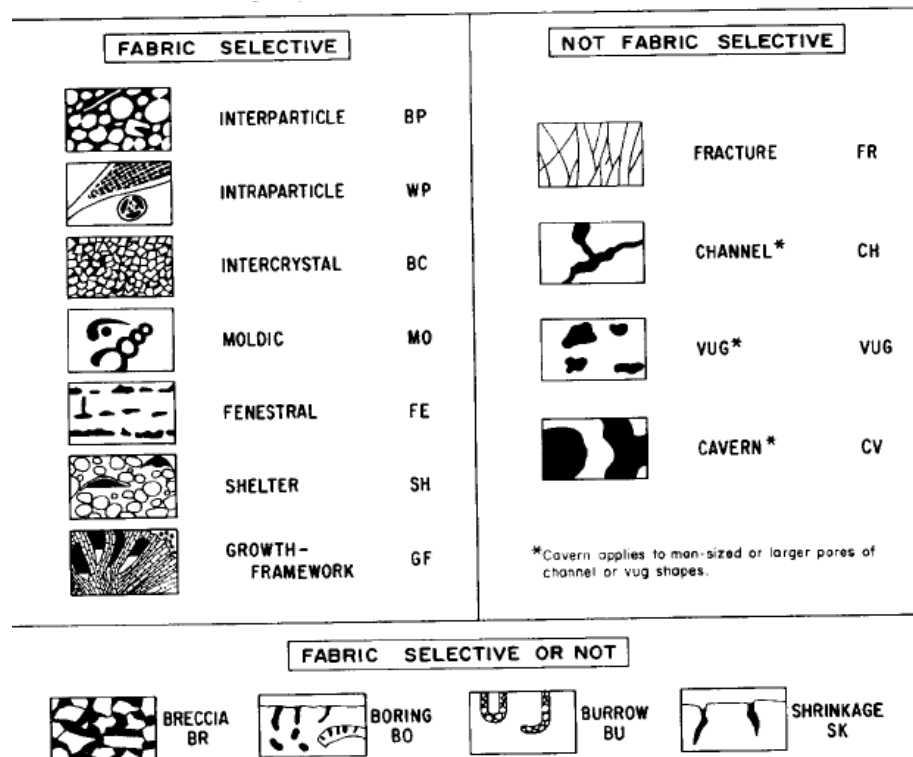 FABRIC SELECTIVE
INTERPARTICLE BP
INTRAPARTICLE WP
INTERCRYSTAL BC
MOLDIC MO
FENESTRAL FE
SHELTER SH
GROWTH-
FRAMEWORK GF
NOT FABRIC SELECTIVE
FRACTURE FR
CHANNEL* CH
VUG* VUG
CAVERN* CV
*Cavern applies to man-sized or larger pores of
channel or vug shapes.
FABRIC SELECTIVE OR NOT
BRECCIA
BR
BORING
BO
BURROW
BU
SHRINKAGE
SK